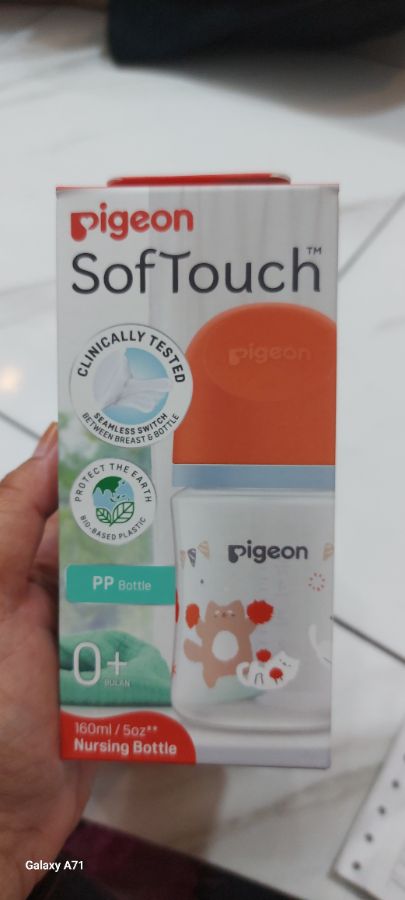 pigeon
SofTouch™
pigeon
CLINICALLY TESTED
SEAMLESS SWITCH
BETWEEN BREAST & BOTTLE
PROTECT THE EARTH
BIO-BASED PLASTIC
pigeon
PP Bottle
0+
BULAN
160ml / 5oz**
Nursing Bottle
Galaxy A71